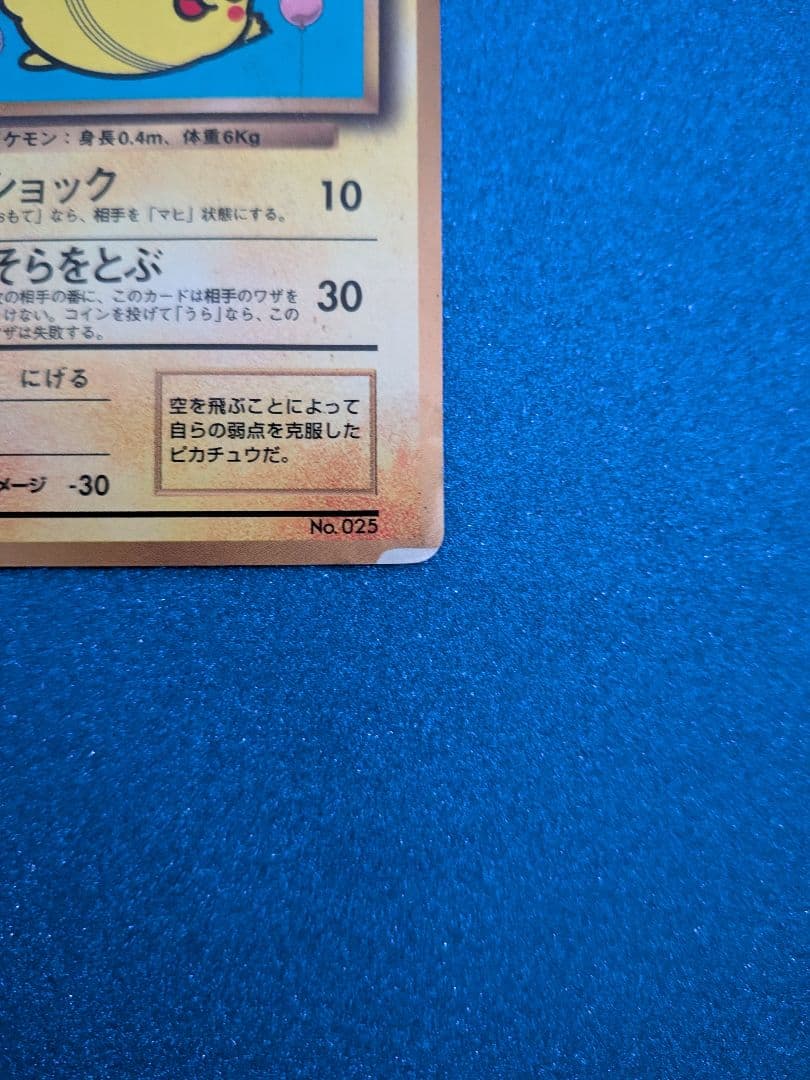 ケモン：身長0.4m、体重6Kg
ショック 10
おもて」なら、相手を「マヒ」状態にする。
そらをとぶ 30
の相手の番に、このカードは相手のワザを
けない。コインを投げて「うら」なら、この
ザは失敗する。
にげる
空を飛ぶことによって
自らの弱点を克服した
ピカチュウだ。
メージ -30
No.025